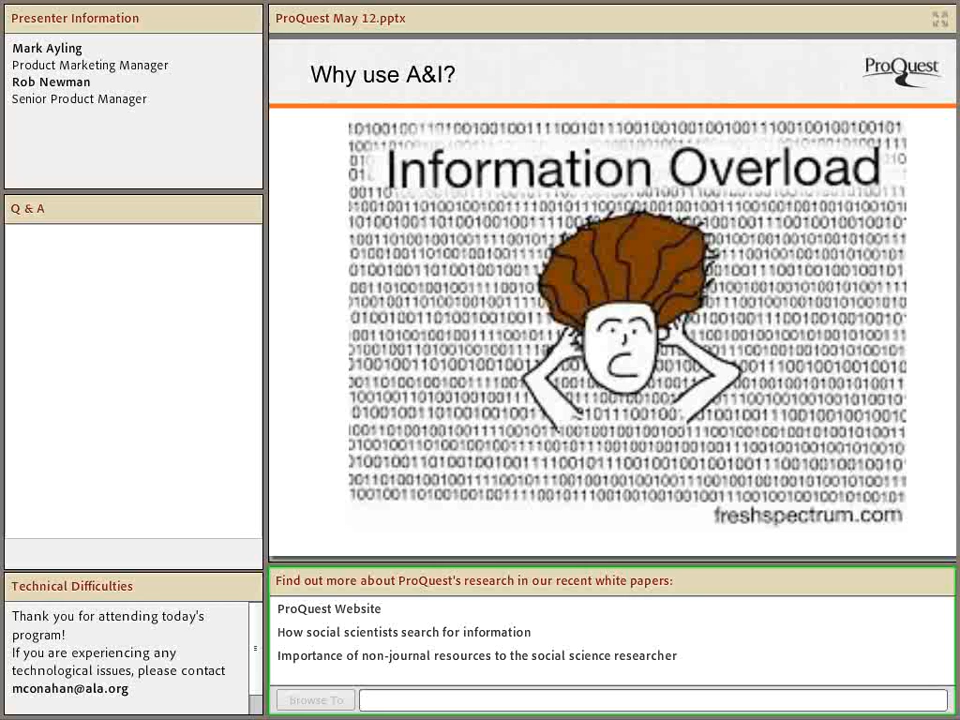 Presenter Information
Mark Ayling
Product Marketing Manager
Rob Newman
Senior Product Manager
Q & A
Technical Difficulties
Thank you for attending today's
program!
If you are experiencing any
technological issues, please contact
mconahan@ala.org
ProQuest May 12.pptx
Why use A&I?
ProQuest
Information Overload
freshspectrum.com
Find out more about ProQuest's research in our recent white papers:
ProQuest Website
How social scientists search for information
Importance of non-journal resources to the social science researcher
Browse To